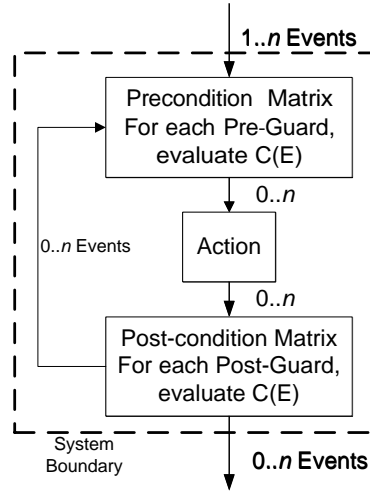 1..n Events
Precondition Matrix
For each Pre-Guard,
evaluate C(E)
0..n
0..n Events
Action
0..n
Post-condition Matrix
For each Post-Guard,
evaluate C(E)
System
Boundary
0..n Events